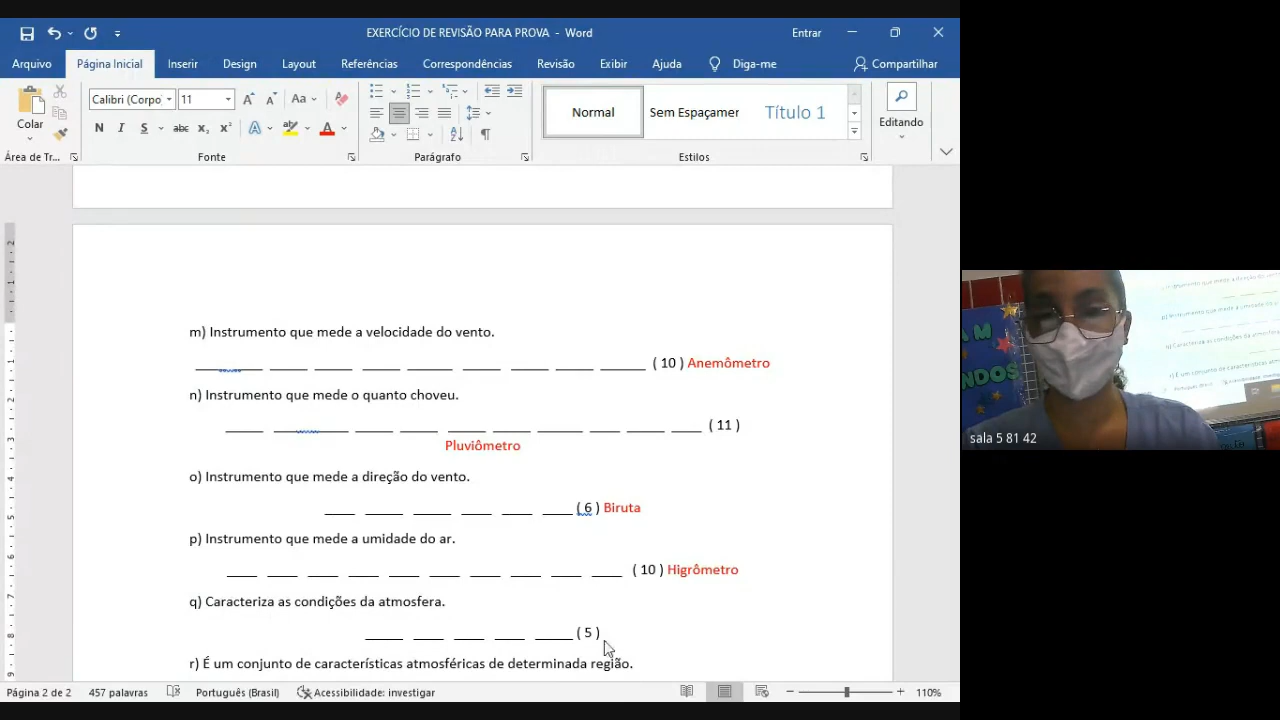 EXERCÍCIO DE REVISÃO PARA PROVA - Word
Entrar
Arquivo Página Inicial Inserir Design Layout Referências Correspondências Revisão Exibir Ajuda Diga-me Compartilhar
Colar
Calibri (Corpo) 11
Normal Sem Espaçamen Título 1
Editando
Área de Tr... Fonte Parágrafo Estilos
m) Instrumento que mede a velocidade do vento.
( 10 ) Anemômetro
n) Instrumento que mede o quanto choveu.
( 11 )
Pluviômetro
o) Instrumento que mede a direção do vento.
( 6 ) Biruta
p) Instrumento que mede a umidade do ar.
( 10 ) Higrômetro
q) Caracteriza as condições da atmosfera.
( 5 )
r) É um conjunto de características atmosféricas de determinada região.
Página 2 de 2 457 palavras Português (Brasil) Acessibilidade: investigar 110%
sala 5 81 42